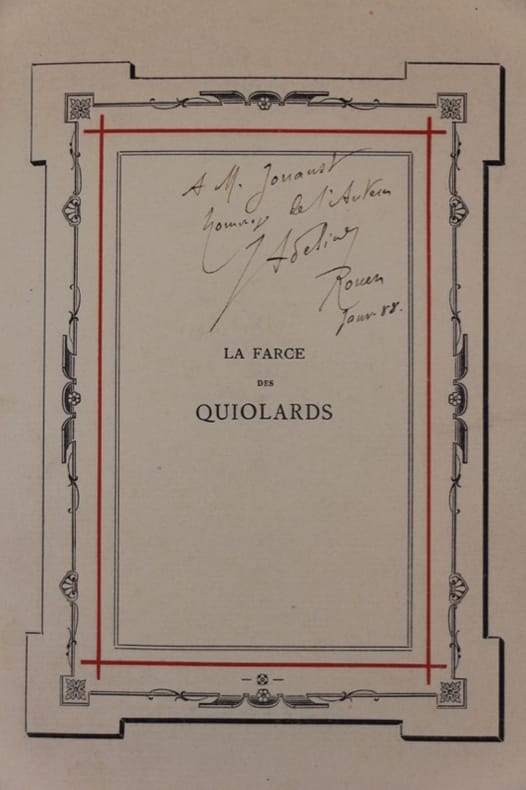 A M. Jouaust
hommage de l'Auteur
J Adeline
Rouen
Janv. 88.
LA FARCE
DES
QUIOLARDS